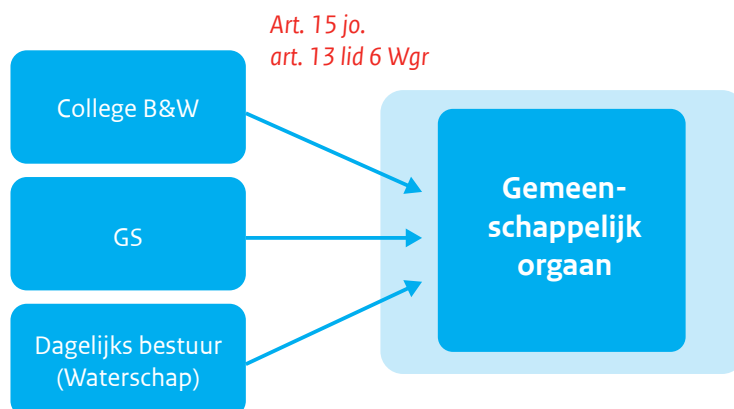 Art. 15 jo.
art. 13 lid 6 Wgr
College B&W
GS
Dagelijks bestuur
(Waterschap)
Gemeen-
schappelijk
orgaan